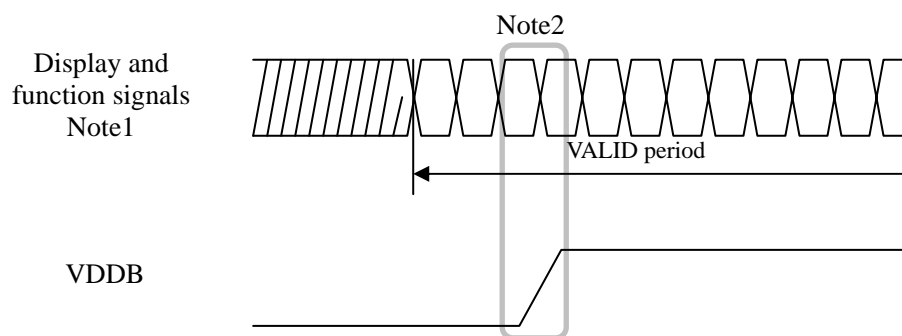 Note2
Display and
function signals
Note1
VALID period
VDDB